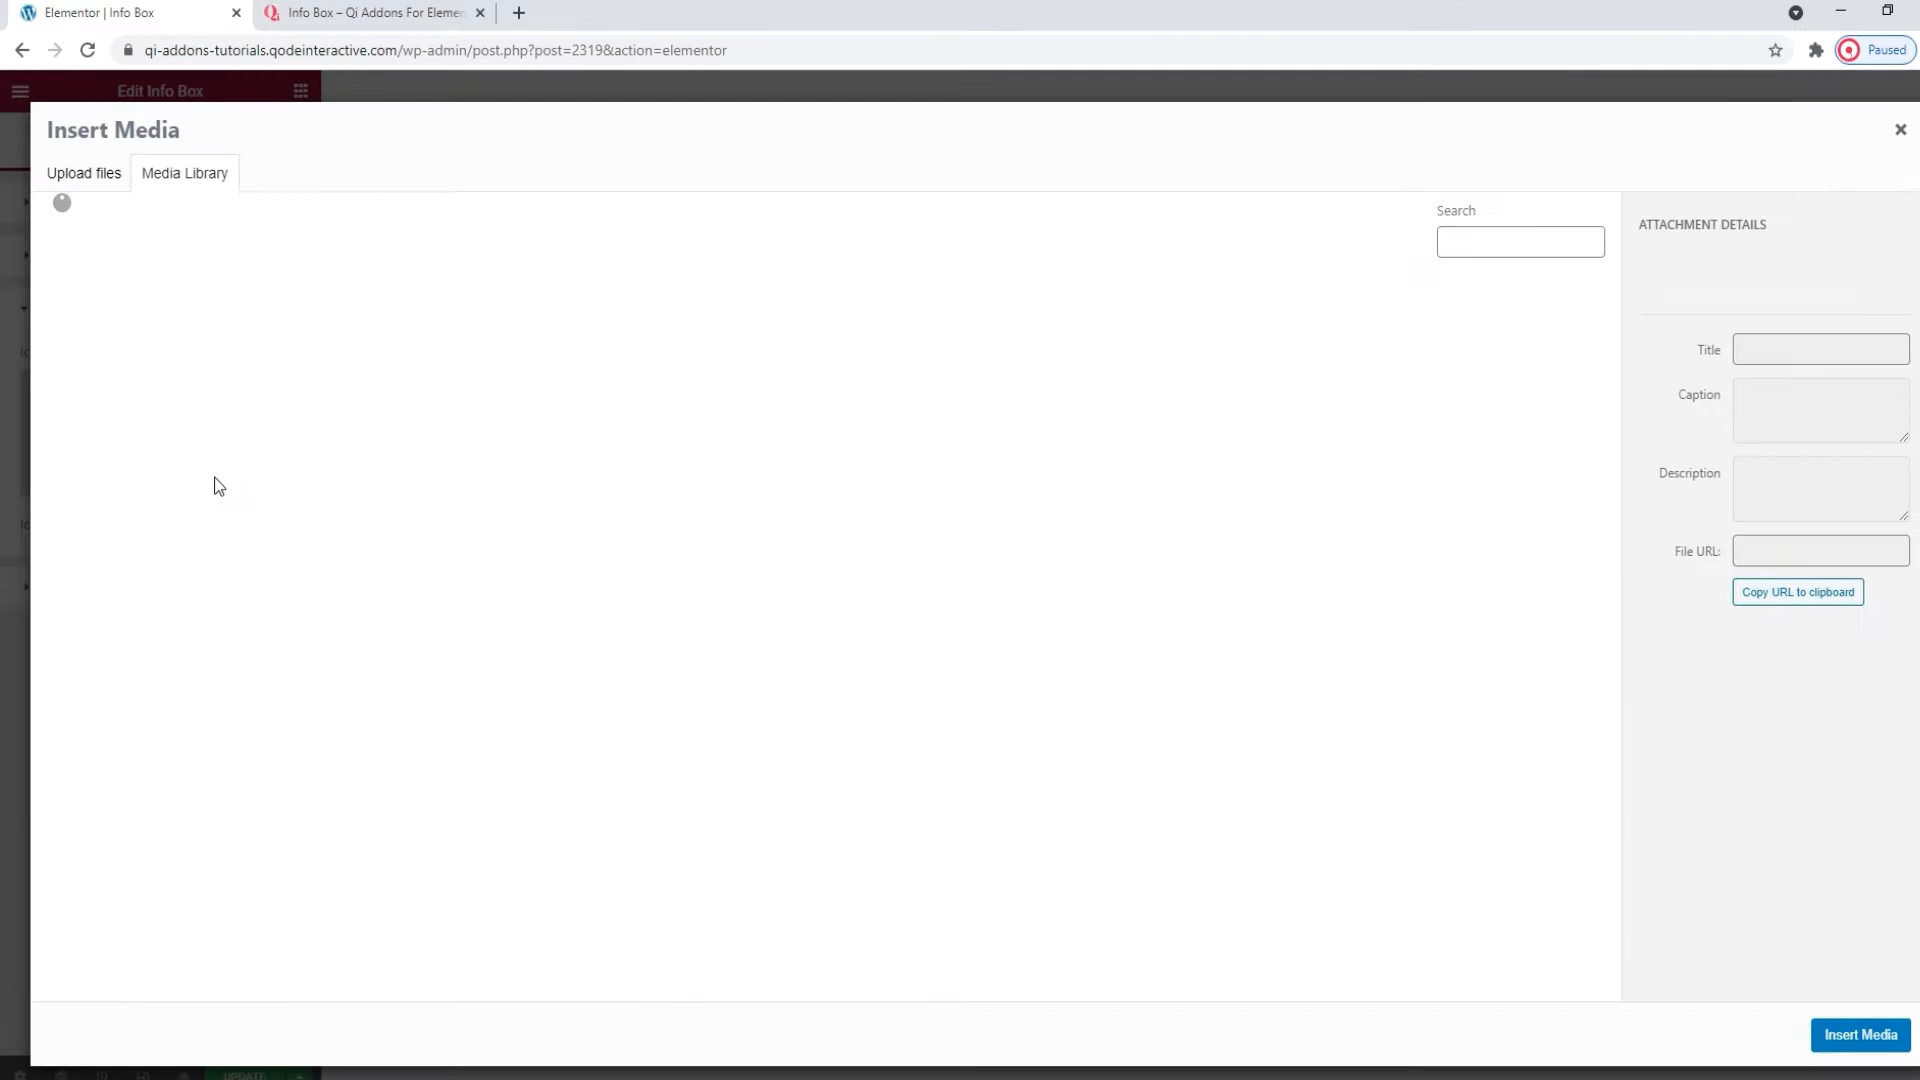 Elementor | Info Box
Info Box – Qi Addons For Elemen
qi-addons-tutorials.qodeinteractive.com/wp-admin/post.php?post=2319&action=elementor
Paused
Edit Info Box
Insert Media
Upload files
Media Library
Search
ATTACHMENT DETAILS
Title
Caption
Description
File URL:
Copy URL to clipboard
Insert Media
UPDATE